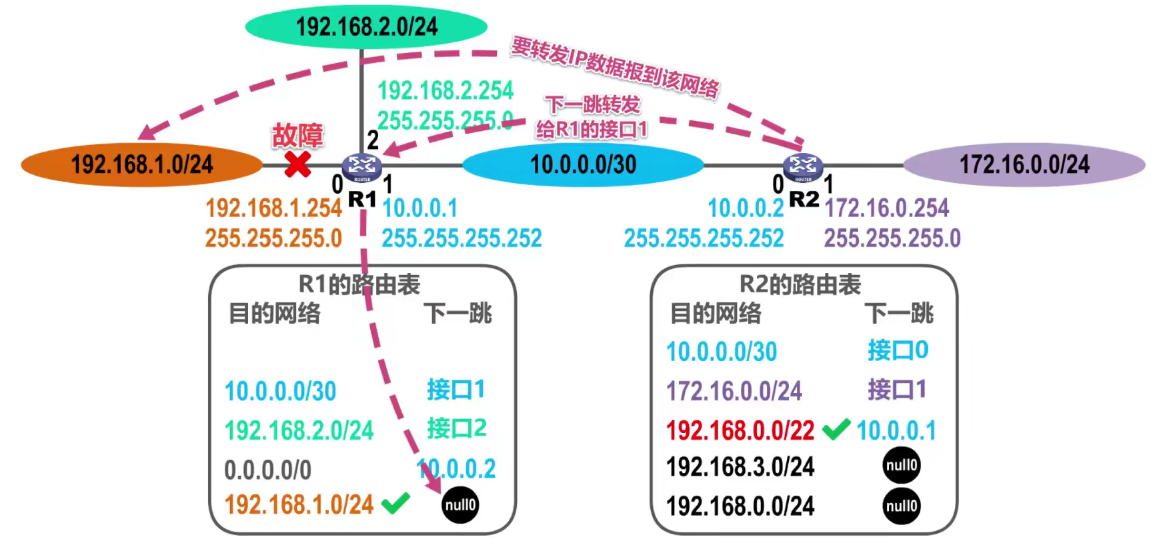 192.168.2.0/24
要转发IP数据报到该网络
192.168.2.254
255.255.255.0
下一跳转发
给R1的接口1
故障
2
192.168.1.0/24
10.0.0.0/30
172.16.0.0/24
ROUTER
ROUTER
0
R1
1
0
R2
1
192.168.1.254
255.255.255.0
10.0.0.1
255.255.255.252
10.0.0.2
255.255.255.252
172.16.0.254
255.255.255.0
R1的路由表
目的网络 下一跳
10.0.0.0/30 接口1
192.168.2.0/24 接口2
0.0.0.0/0 10.0.0.2
192.168.1.0/24 null0
R2的路由表
目的网络 下一跳
10.0.0.0/30 接口0
172.16.0.0/24 接口1
192.168.0.0/22 10.0.0.1
192.168.3.0/24 null0
192.168.0.0/24 null0